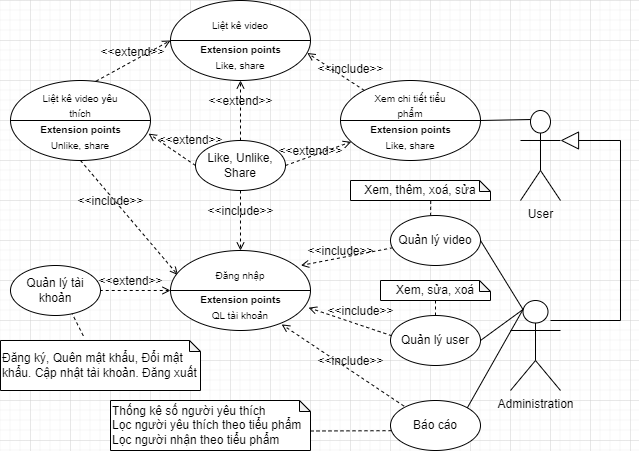 Liệt kê video
Extension points
Like, share
<<extend>>
<<include>>
Liệt kê video yêu
thích
Extension points
Unlike, share
<<extend>>
Xem chi tiết tiểu
phẩm
Extension points
Like, share
<<extend>>
<<extend>>
Like, Unlike,
Share
User
<<include>>
<<include>>
Xem, thêm, xoá, sửa
Quản lý video
<<include>>
Đăng nhập
Extension points
QL tài khoản
Quản lý tài
khoản
<<extend>>
Xem, sửa, xoá
<<include>>
Quản lý user
Đăng ký, Quên mật khẩu, Đổi mật
khẩu. Cập nhật tài khoản. Đăng xuất
<<include>>
Administration
Thống kê số người yêu thích
Lọc người yêu thích theo tiểu phẩm
Lọc người nhận theo tiểu phẩm
Báo cáo